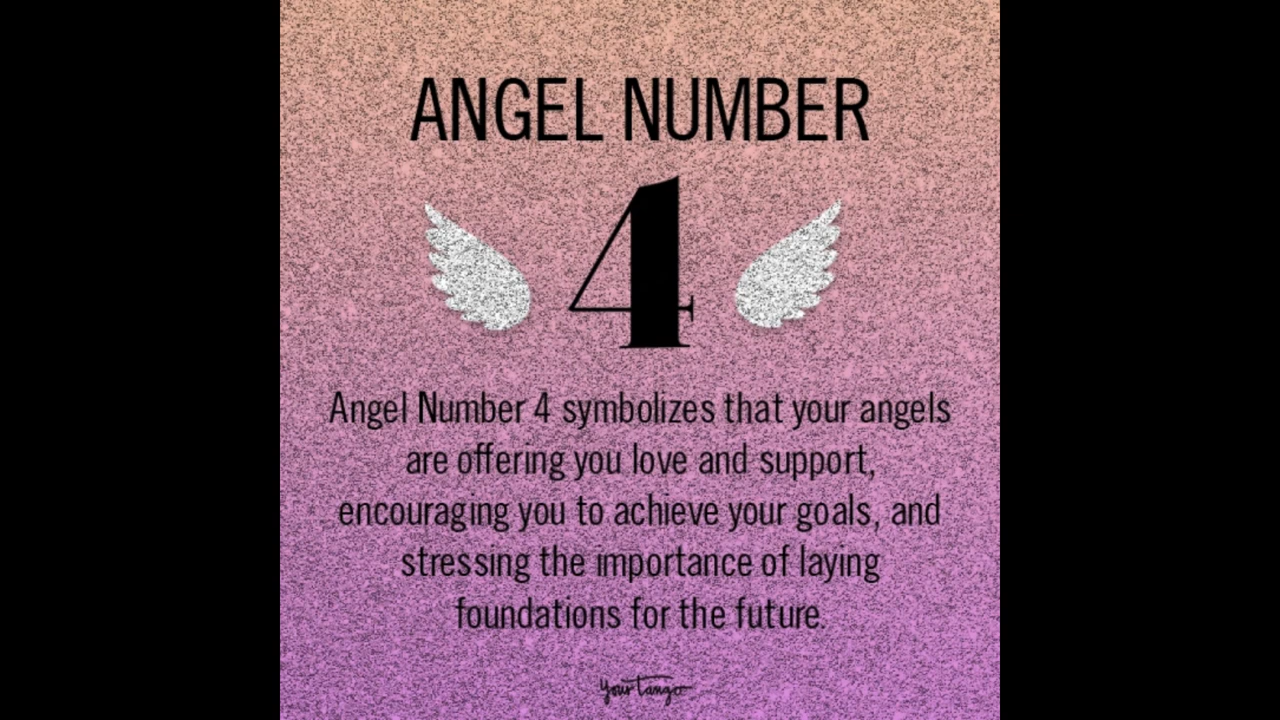 ANGEL NUMBER
4
Angel Number 4 symbolizes that your angels
are offering you love and support,
encouraging you to achieve your goals, and
stressing the importance of laying
foundations for the future.
YourTango